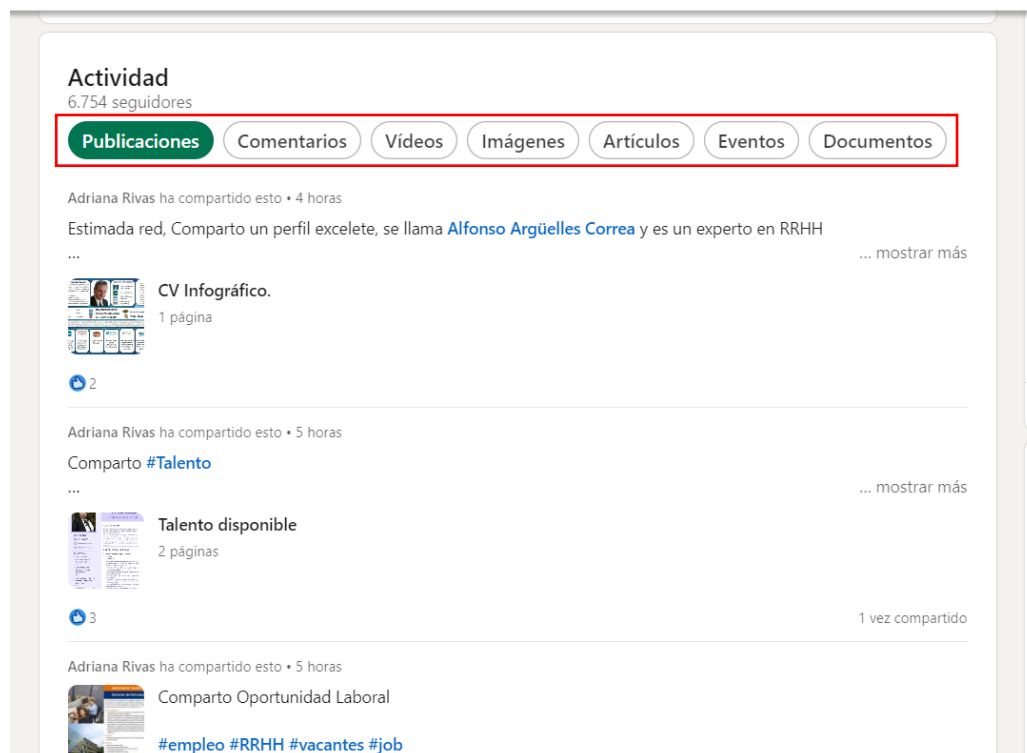 Actividad
6.754 seguidores
Publicaciones Comentarios Vídeos Imágenes Artículos Eventos Documentos
Adriana Rivas ha compartido esto • 4 horas
Estimada red, Comparto un perfil excelete, se llama Alfonso Argüelles Correa y es un experto en RRHH
...
... mostrar más
CV Infográfico.
1 página
2
Adriana Rivas ha compartido esto • 5 horas
Comparto #Talento
...
... mostrar más
Talento disponible
2 páginas
3
1 vez compartido
Adriana Rivas ha compartido esto • 5 horas
Comparto Oportunidad Laboral
#empleo #RRHH #vacantes #job